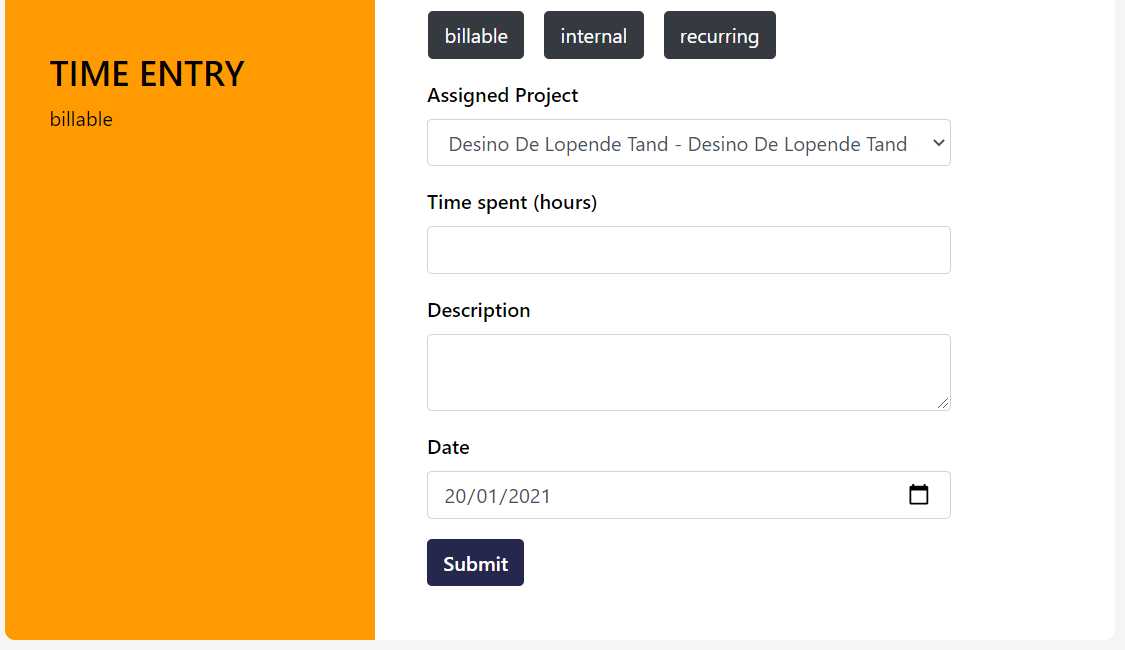 TIME ENTRY
billable
billable internal recurring
Assigned Project
Desino De Lopende Tand - Desino De Lopende Tand
Time spent (hours)
Description
Date
20/01/2021
Submit